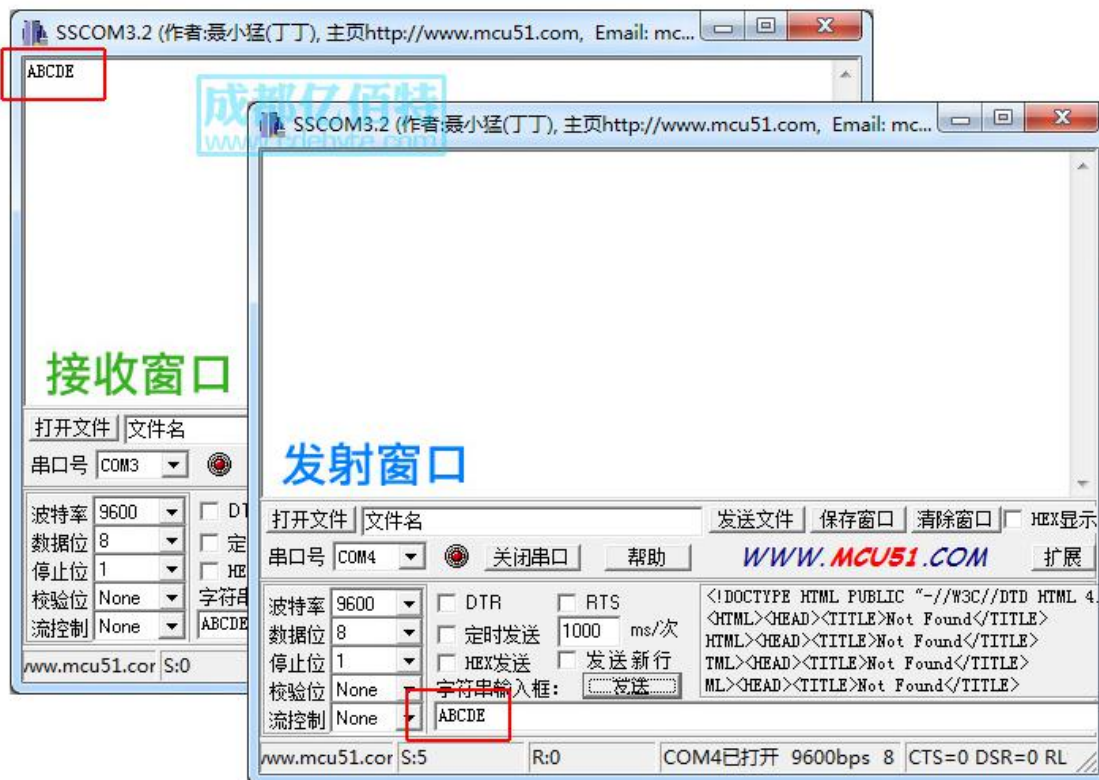 SSCOM3.2 (作者:聂小猛(丁丁), 主页http://www.mcu51.com, Email: mc...
ABCDE
成都亿佰特
www.cdebyte.com
接收窗口
打开文件 文件名
串口号 COM3
波特率 9600
数据位 8
停止位 1
校验位 None 字符串
流控制 None ABCDE
www.mcu51.cor S:0
SSCOM3.2 (作者:聂小猛(丁丁), 主页http://www.mcu51.com, Email: mc...
发射窗口
打开文件 文件名 发送文件 保存窗口 清除窗口 HEX显示
串口号 COM4 关闭串口 帮助 WWW.MCU51.COM 扩展
波特率 9600 DTR RTS
数据位 8 定时发送 1000 ms/次
停止位 1 HEX发送 发送新行
校验位 None 字符串输入框: 发送
流控制 None ABCDE
<!DOCTYPE HTML PUBLIC "-//W3C//DTD HTML 4.
<HTML><HEAD><TITLE>Not Found</TITLE>
HTML><HEAD><TITLE>Not Found</TITLE>
TML><HEAD><TITLE>Not Found</TITLE>
ML><HEAD><TITLE>Not Found</TITLE>
www.mcu51.cor S:5 R:0 COM4已打开 9600bps 8 CTS=0 DSR=0 RL